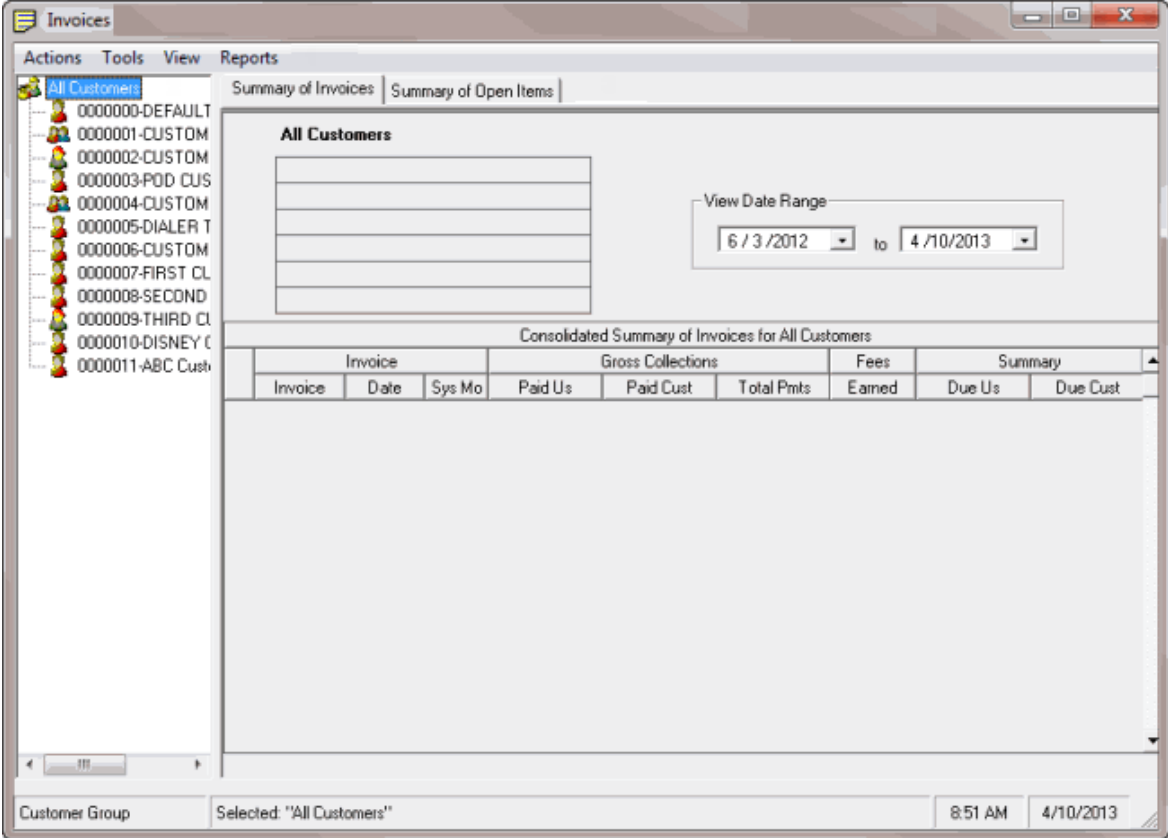 Invoices
Actions Tools View Reports
All Customers
0000000-DEFAULT
0000001-CUSTOM
0000002-CUSTOM
0000003-POD CUS
0000004-CUSTOM
0000005-DIALER T
0000006-CUSTOM
0000007-FIRST CL
0000008-SECOND
0000009-THIRD CU
0000010-DISNEY C
0000011-ABC Cust
Summary of Invoices Summary of Open Items
All Customers
View Date Range
6 / 3 /2012 to 4 /10/2013
Consolidated Summary of Invoices for All Customers
Invoice Gross Collections Fees Summary
Invoice Date Sys Mo Paid Us Paid Cust Total Pmts Earned Due Us Due Cust
Customer Group Selected: "All Customers" 8:51 AM 4/10/2013